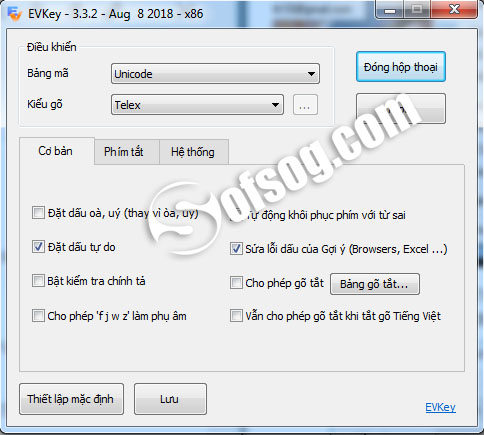 EVKey - 3.3.2 - Aug 8 2018 - x86
Điều khiển
Bảng mã
Unicode
Đóng hộp thoại
Kiểu gõ
Telex
...
Sofsog.com
Cơ bản
Phím tắt
Hệ thống
Đặt dấu oà, uý (thay vì òa, úy)
Tự động khôi phục phím với từ sai
Đặt dấu tự do
Sửa lỗi dấu của Gợi ý (Browsers, Excel ...)
Bật kiểm tra chính tả
Cho phép gõ tắt
Bảng gõ tắt...
Cho phép 'f j w z' làm phụ âm
Vẫn cho phép gõ tắt khi tắt gõ Tiếng Việt
Thiết lập mặc định
Lưu
EVKey